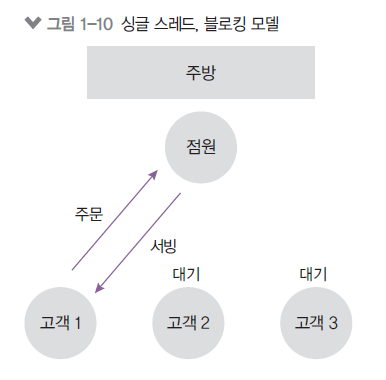 그림 1-10 싱글 스레드, 블로킹 모델
주방
점원
주문
서빙
대기
대기
고객 1
고객 2
고객 3